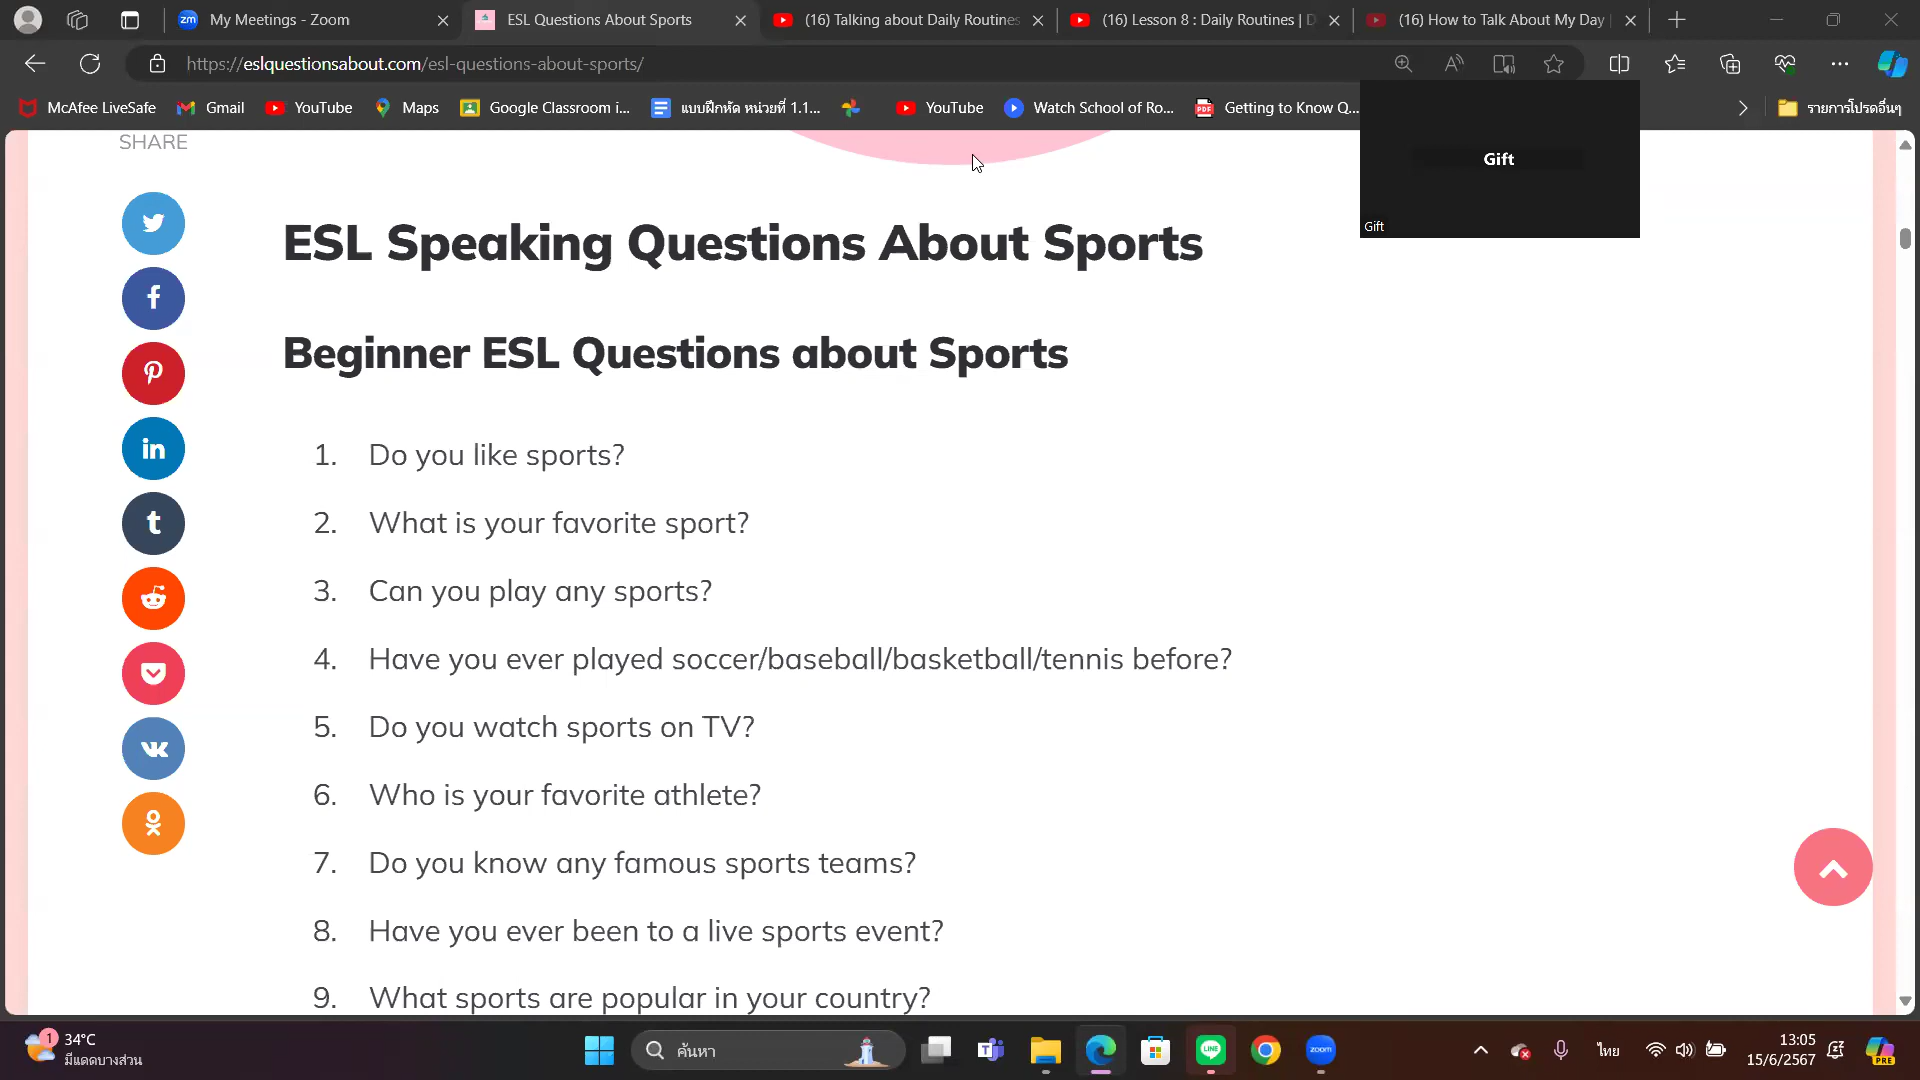 My Meetings - Zoom
ESL Questions About Sports
(16) Talking about Daily Routines
(16) Lesson 8 : Daily Routines | D
(16) How to Talk About My Day |
https://eslquestionsabout.com/esl-questions-about-sports/
McAfee LiveSafe
Gmail
YouTube
Maps
Google Classroom i...
แบบฝึกหัด หน่วยที่ 1.1...
YouTube
Watch School of Ro...
Getting to Know Q...
รายการโปรดอื่นๆ
Gift
Gift
SHARE
ESL Speaking Questions About Sports
Beginner ESL Questions about Sports
1. Do you like sports?
2. What is your favorite sport?
3. Can you play any sports?
4. Have you ever played soccer/baseball/basketball/tennis before?
5. Do you watch sports on TV?
6. Who is your favorite athlete?
7. Do you know any famous sports teams?
8. Have you ever been to a live sports event?
9. What sports are popular in your country?
1
34°C
มีแดดบางส่วน
ค้นหา
LINE
zoom
ไทย
13:05
15/6/2567
PRE